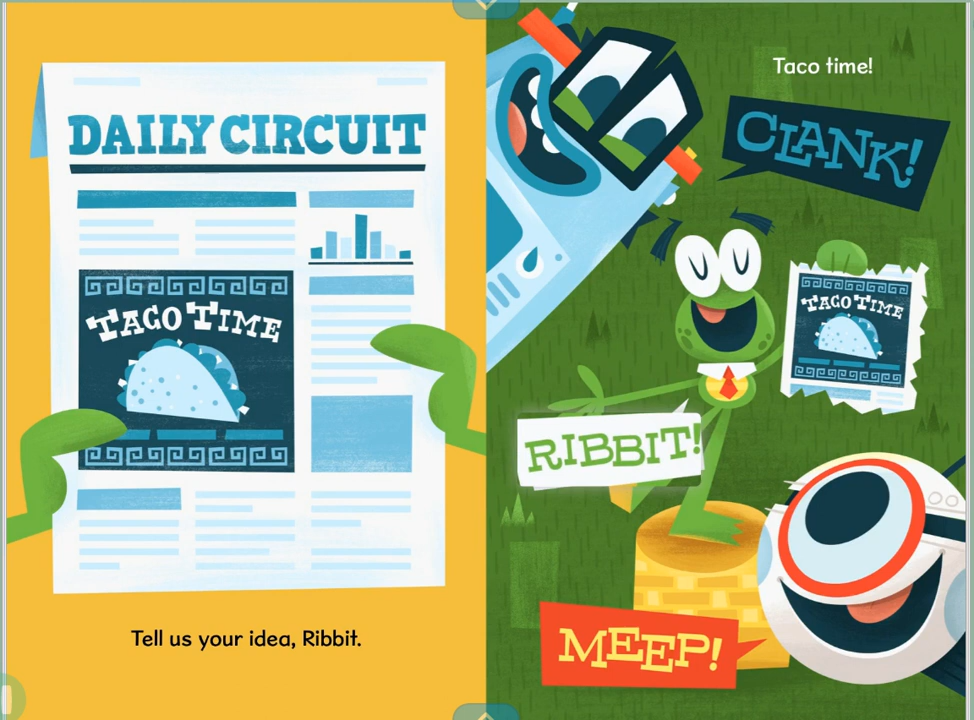 DAILY CIRCUIT
TACO TIME
Tell us your idea, Ribbit.
Taco time!
CLANK!
TACO TIME
RIBBIT!
MEEP!